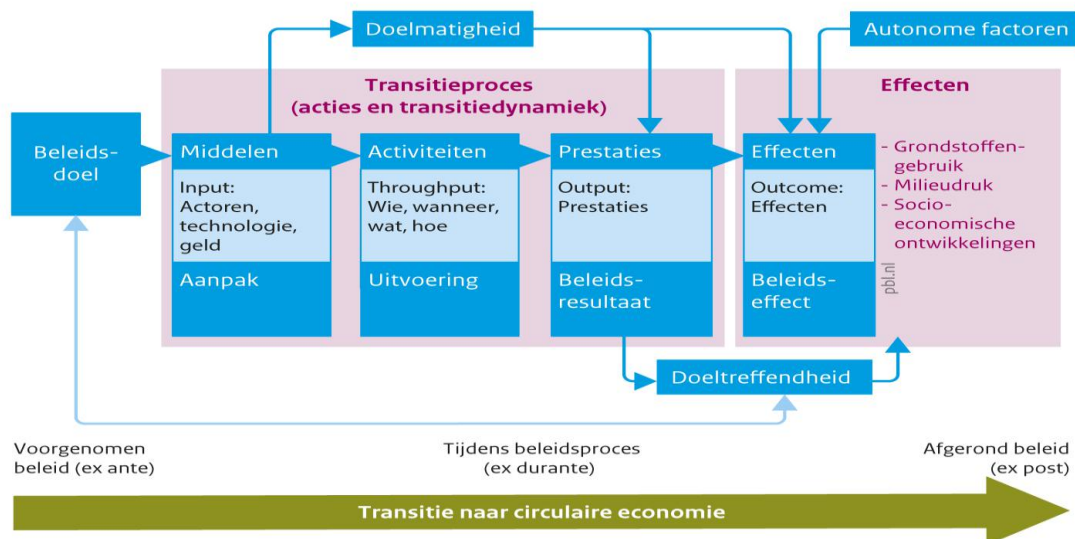 Doelmatigheid
Autonome factoren
Transitieproces
(acties en transitiedynamiek)
Effecten
Beleids-
doel
Middelen
Input:
Actoren,
technologie,
geld
Aanpak
Activiteiten
Throughput:
Wie, wanneer,
wat, hoe
Uitvoering
Prestaties
Output:
Prestaties
Beleids-
resultaat
Effecten
Outcome:
Effecten
Beleids-
effect
- Grondstoffen-
gebruik
- Milieudruk
- Socio-
economische
ontwikkelingen
pbl.nl
Doeltreffendheid
Voorgenomen
beleid (ex ante)
Tijdens beleidsproces
(ex durante)
Afgerond beleid
(ex post)
Transitie naar circulaire economie